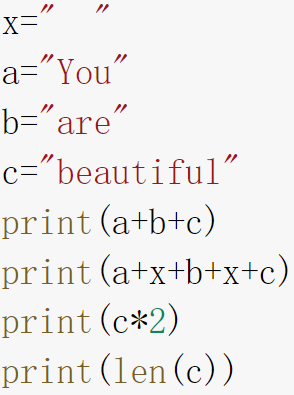 x="  "
a="You"
b="are"
c="beautiful"
print(a+b+c)
print(a+x+b+x+c)
print(c*2)
print(len(c))